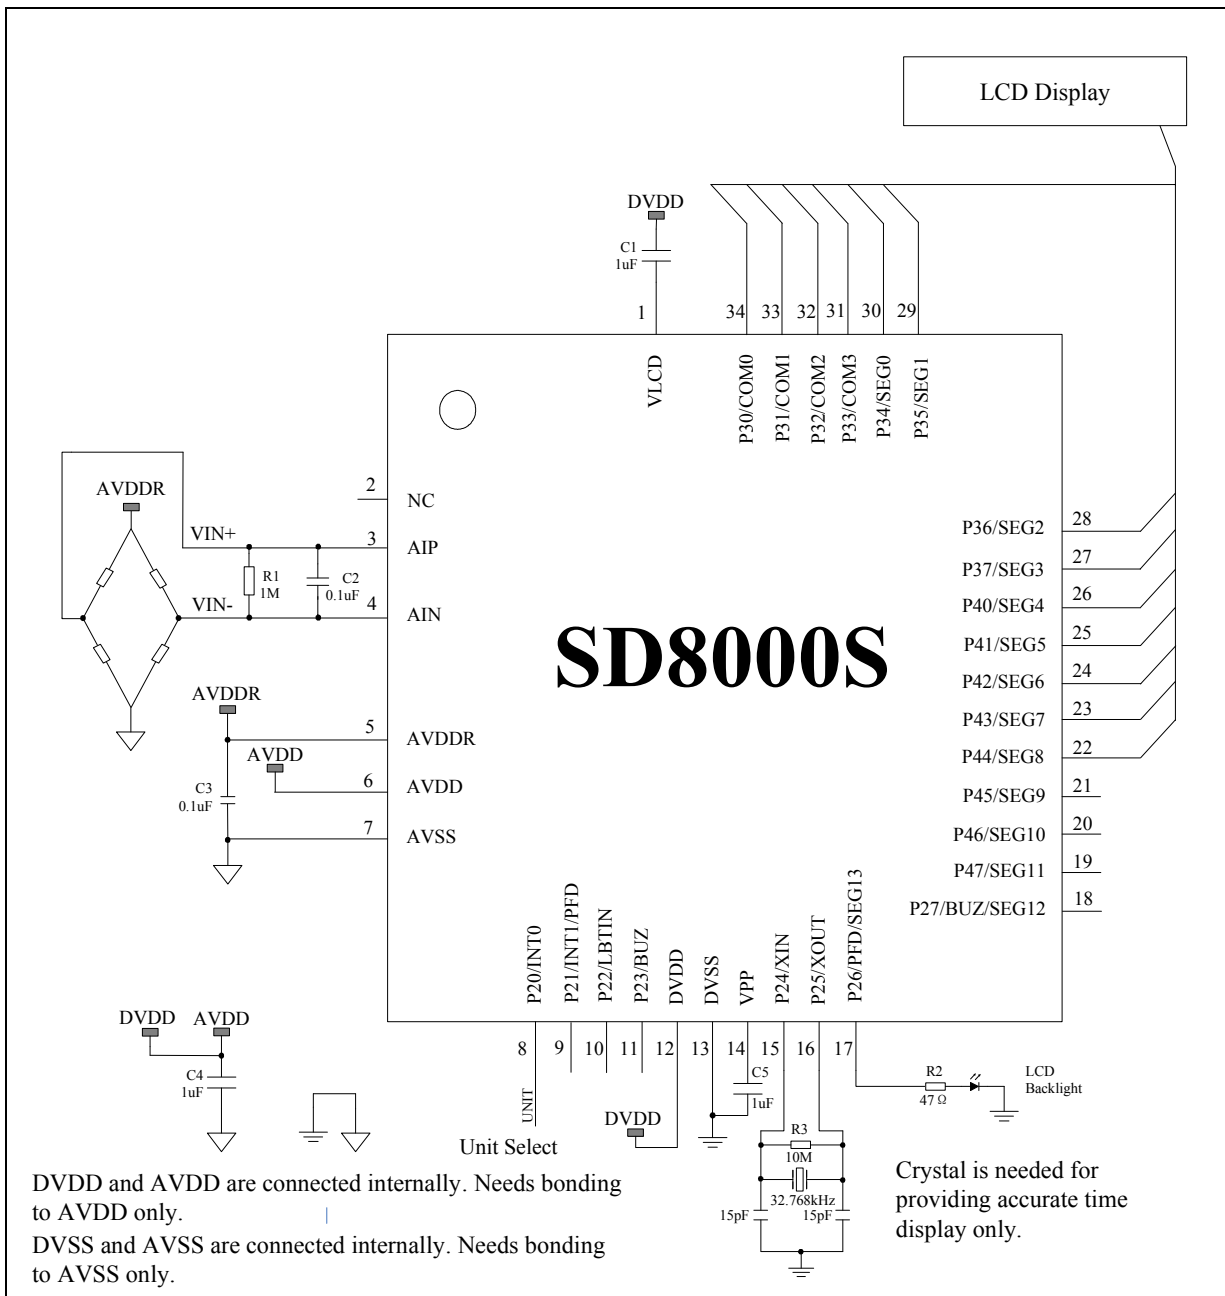 LCD Display
DVDD
C1
1uF
1
34
33
32
31
30
29
VLCD
P30/COM0
P31/COM1
P32/COM2
P33/COM3
P34/SEG0
P35/SEG1
AVDDR
VIN+
VIN-
R1
1M
C2
0.1uF
2
NC
3
AIP
4
AIN
SD8000S
P36/SEG2
28
P37/SEG3
27
P40/SEG4
26
P41/SEG5
25
P42/SEG6
24
P43/SEG7
23
P44/SEG8
22
P45/SEG9
21
P46/SEG10
20
P47/SEG11
19
P27/BUZ/SEG12
18
AVDDR
5
AVDDR
AVDD
6
AVDD
C3
0.1uF
7
AVSS
P20/INT0
P21/INT1/PFD
P22/LBTIN
P23/BUZ
DVDD
DVSS
VPP
P24/XIN
P25/XOUT
P26/PFD/SEG13
8
9
10
11
12
13
14
15
16
17
DVDD
AVDD
C4
1uF
UNIT
Unit Select
DVDD
C5
1uF
R2
47Ω
LCD
Backlight
R3
10M
32.768kHz
15pF
15pF
Crystal is needed for
providing accurate time
display only.
DVDD and AVDD are connected internally. Needs bonding
to AVDD only.
DVSS and AVSS are connected internally. Needs bonding
to AVSS only.